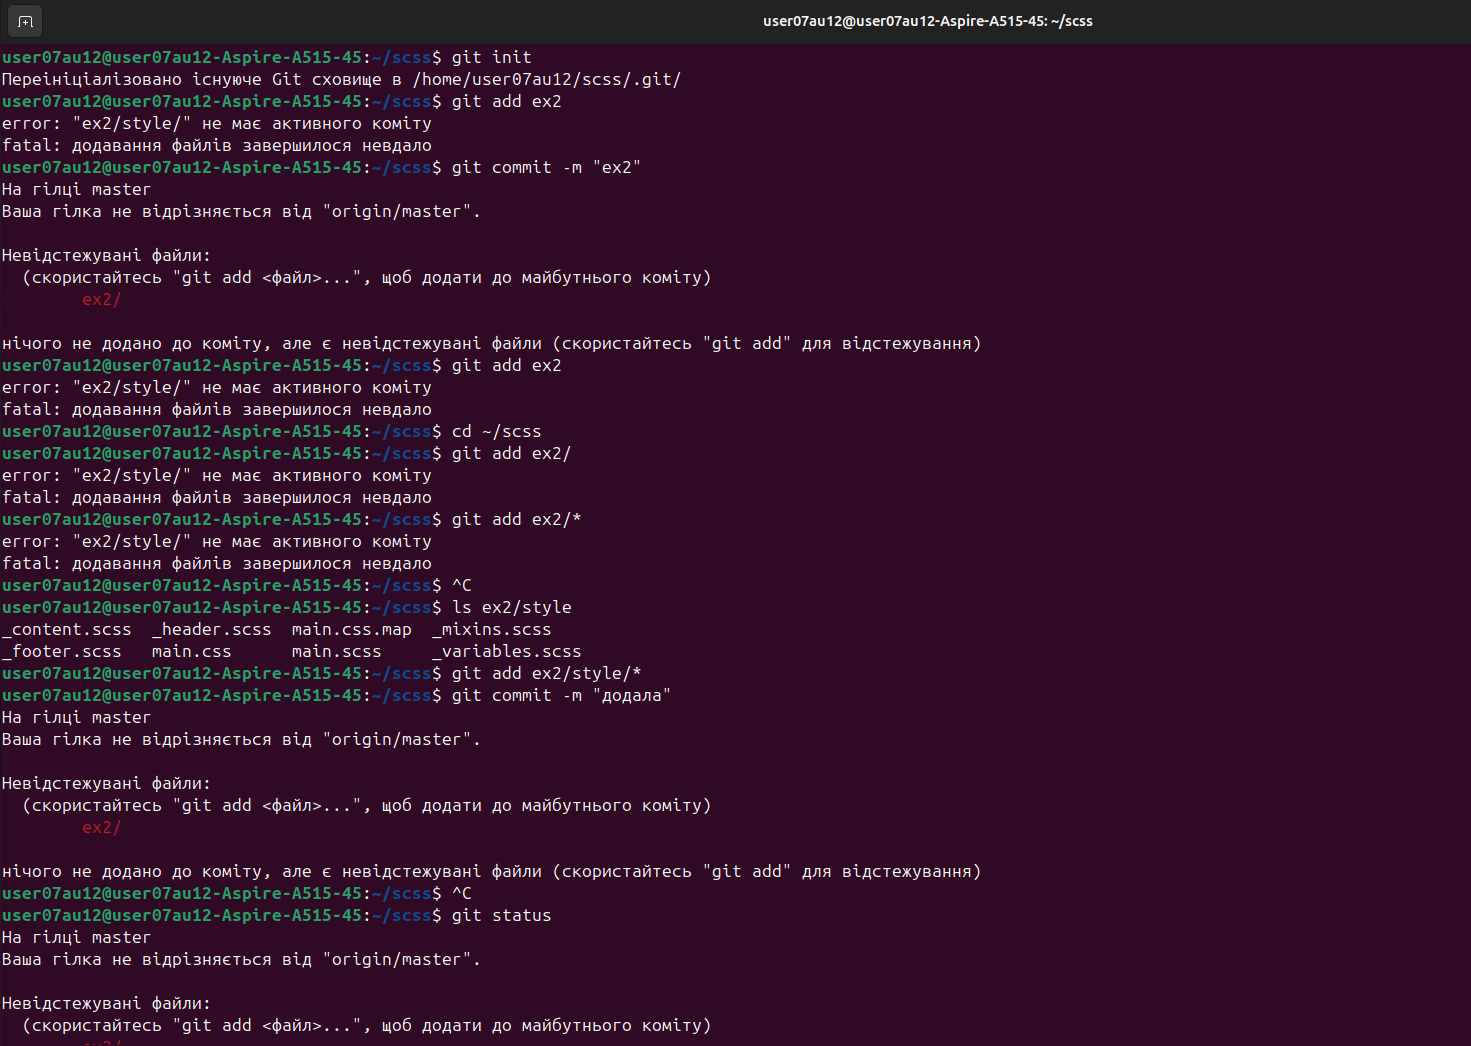 user07au12@user07au12-Aspire-A515-45: ~/scss
user07au12@user07au12-Aspire-A515-45:~/scss$ git init
Переініціалізовано існуюче Git сховище в /home/user07au12/scss/.git/
user07au12@user07au12-Aspire-A515-45:~/scss$ git add ex2
error: "ex2/style/" не має активного коміту
fatal: додавання файлів завершилося невдало
user07au12@user07au12-Aspire-A515-45:~/scss$ git commit -m "ex2"
На гілці master
Ваша гілка не відрізняється від "origin/master".
Невідстежувані файли:
(скористайтесь "git add <файл>...", щоб додати до майбутнього коміту)
ex2/
нічого не додано до коміту, але є невідстежувані файли (скористайтесь "git add" для відстежування)
user07au12@user07au12-Aspire-A515-45:~/scss$ git add ex2
error: "ex2/style/" не має активного коміту
fatal: додавання файлів завершилося невдало
user07au12@user07au12-Aspire-A515-45:~/scss$ cd ~/scss
user07au12@user07au12-Aspire-A515-45:~/scss$ git add ex2/
error: "ex2/style/" не має активного коміту
fatal: додавання файлів завершилося невдало
user07au12@user07au12-Aspire-A515-45:~/scss$ git add ex2/*
error: "ex2/style/" не має активного коміту
fatal: додавання файлів завершилося невдало
user07au12@user07au12-Aspire-A515-45:~/scss$ ^C
user07au12@user07au12-Aspire-A515-45:~/scss$ ls ex2/style
_content.scss _header.scss main.css.map _mixins.scss
_footer.scss main.css main.scss _variables.scss
user07au12@user07au12-Aspire-A515-45:~/scss$ git add ex2/style/*
user07au12@user07au12-Aspire-A515-45:~/scss$ git commit -m "додала"
На гілці master
Ваша гілка не відрізняється від "origin/master".
Невідстежувані файли:
(скористайтесь "git add <файл>...", щоб додати до майбутнього коміту)
ex2/
нічого не додано до коміту, але є невідстежувані файли (скористайтесь "git add" для відстежування)
user07au12@user07au12-Aspire-A515-45:~/scss$ ^C
user07au12@user07au12-Aspire-A515-45:~/scss$ git status
На гілці master
Ваша гілка не відрізняється від "origin/master".
Невідстежувані файли:
(скористайтесь "git add <файл>...", щоб додати до майбутнього коміту)